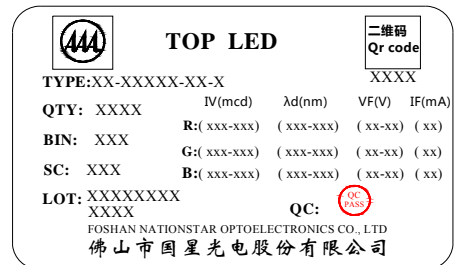 AAA
TOP LED
二维码
Qr code
TYPE:XX-XXXXX-XX-X
XXXX
QTY: XXXX
IV(mcd) λd(nm) VF(V) IF(mA)
R:( xxx-xxx) ( xxx-xxx) ( xx-xx) ( xx)
BIN: XXX
G:( xxx-xxx) ( xxx-xxx) ( xx-xx) ( xx)
SC: XXX
B:( xxx-xxx) ( xxx-xxx) ( xx-xx) ( xx)
LOT: XXXXXXXX
XXXX
QC:
QC
PASS
FOSHAN NATIONSTAR OPTOELECTRONICS CO., LTD
佛山市国星光电股份有限公司